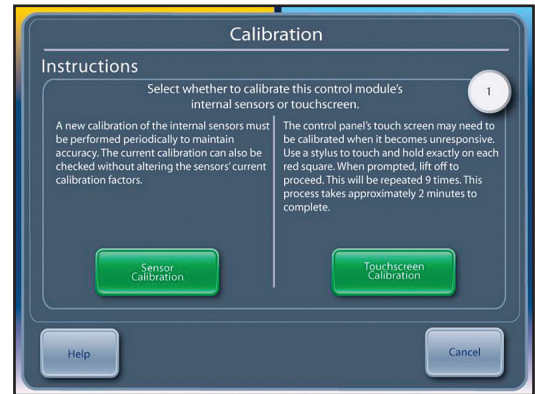 Calibration
Instructions
1
Select whether to calibrate this control module's
internal sensors or touchscreen.
A new calibration of the internal sensors must
be performed periodically to maintain
accuracy. The current calibration can also be
checked without altering the sensors' current
calibration factors.
The control panel's touch screen may need to
be calibrated when it becomes unresponsive.
Use a stylus to touch and hold exactly on each
red square. When prompted, lift off to
proceed. This will be repeated 9 times. This
process takes approximately 2 minutes to
complete.
Sensor
Calibration
Touchscreen
Calibration
Help
Cancel